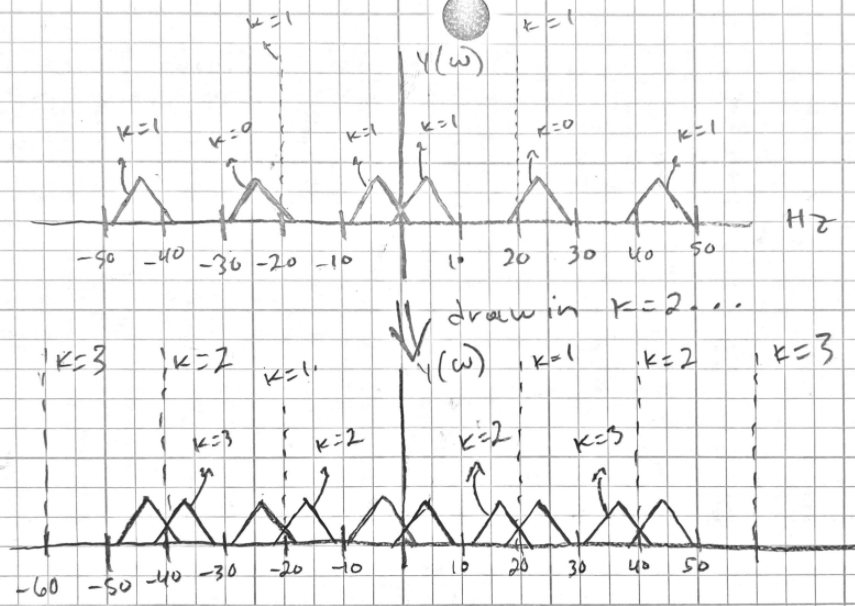 k=1 k=1
Y(ω)
k=1 k=0 k=1 k=1 k=0 k=1
-50 -40 -30 -20 -10 10 20 30 40 50 Hz
draw in k=2...
k=3 k=2 k=1 Y(ω) k=1 k=2 k=3
k=3 k=2 k=2 k=3
-60 -50 -40 -30 -20 -10 10 20 30 40 50